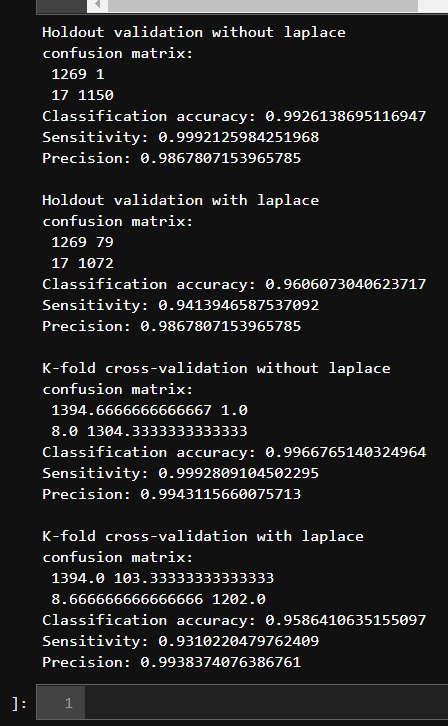 Holdout validation without laplace
confusion matrix:
1269 1
17 1150
Classification accuracy: 0.9926138695116947
Sensitivity: 0.9992125984251968
Precision: 0.9867807153965785
Holdout validation with laplace
confusion matrix:
1269 79
17 1072
Classification accuracy: 0.9606073040623717
Sensitivity: 0.9413946587537092
Precision: 0.9867807153965785
K-fold cross-validation without laplace
confusion matrix:
1394.6666666666667 1.0
8.0 1304.3333333333333
Classification accuracy: 0.9966765140324964
Sensitivity: 0.9992809104502295
Precision: 0.9943115660075713
K-fold cross-validation with laplace
confusion matrix:
1394.0 103.33333333333333
8.666666666666666 1202.0
Classification accuracy: 0.9586410635155097
Sensitivity: 0.9310220479762409
Precision: 0.9938374076386761
]: 1